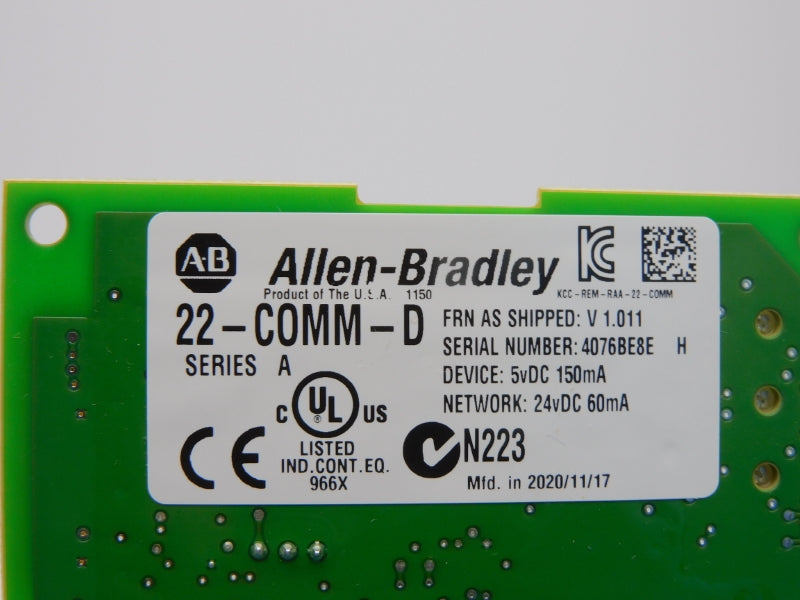 A-B
Allen-Bradley
Product of The U.S.A. 1150
KCC-REM-RAA-22-COMM
22-COMM-D
SERIES A
FRN AS SHIPPED: V 1.011
SERIAL NUMBER: 4076BE8E H
DEVICE: 5vDC 150mA
NETWORK: 24vDC 60mA
C UL US
®
LISTED
IND.CONT.EQ.
966X
CE
N223
Mfd. in 2020/11/17